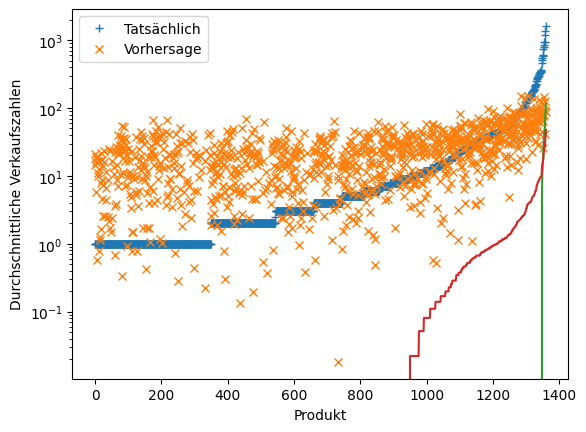 Tatsächlich
Vorhersage
Durchschnittliche Verkaufszahlen
10³
10²
10¹
10⁰
10⁻¹
0 200 400 600 800 1000 1200 1400
Produkt